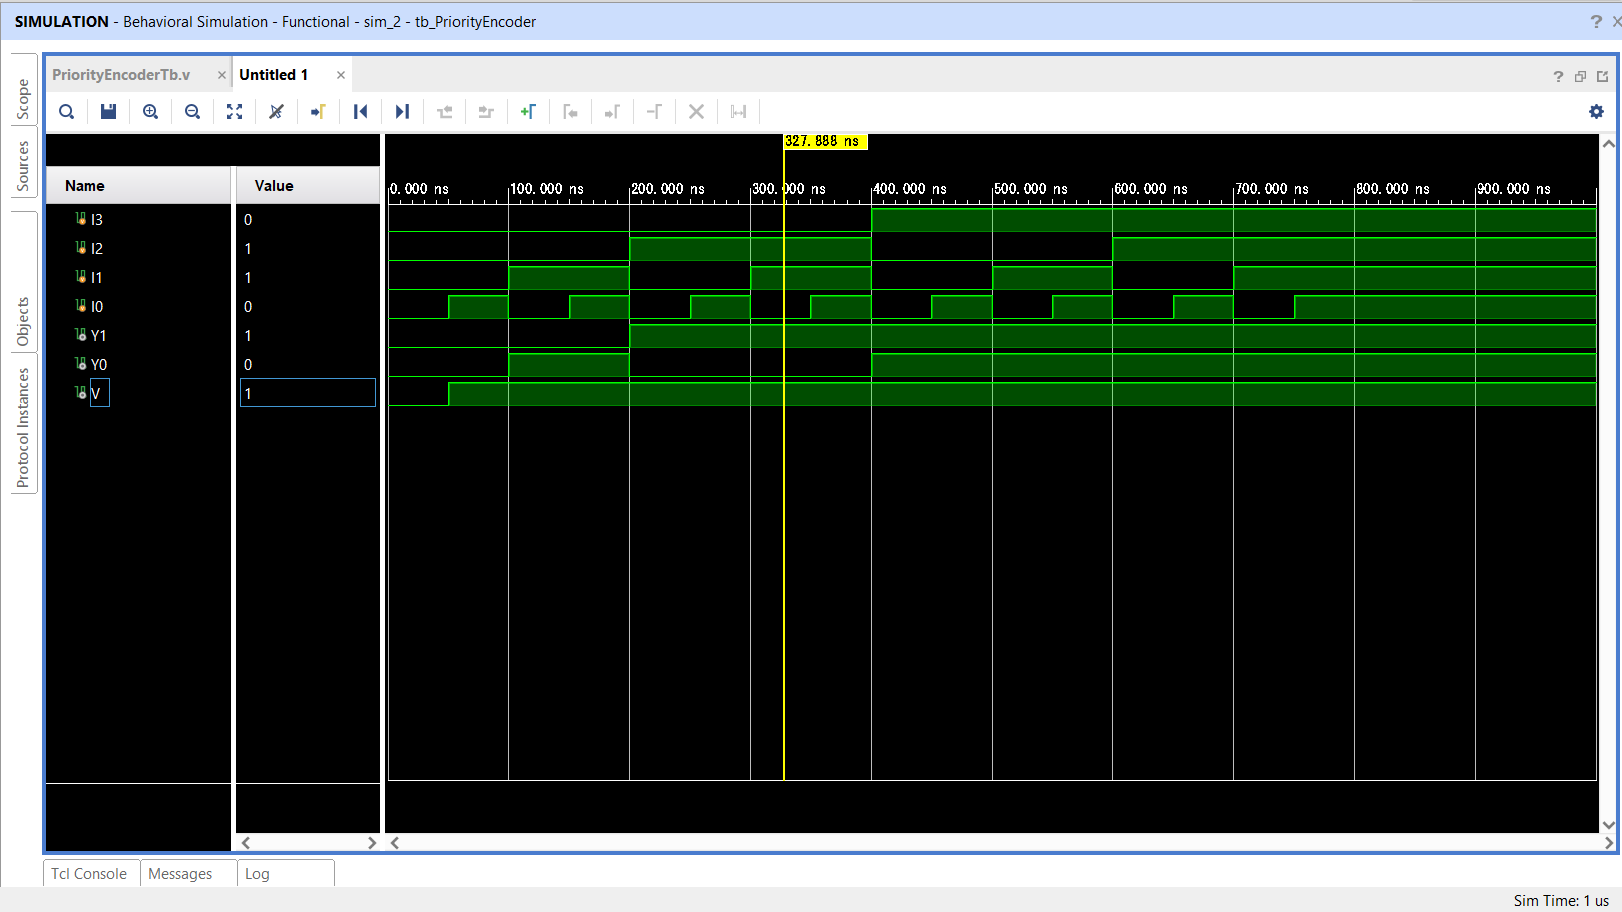 SIMULATION - Behavioral Simulation - Functional - sim_2 - tb_PriorityEncoder
? ×
Scope
Sources
Objects
Protocol Instances
PriorityEncoderTb.v ×
Untitled 1 ×
?
327.888 ns
Name Value
0.000 ns 100.000 ns 200.000 ns 300.000 ns 400.000 ns 500.000 ns 600.000 ns 700.000 ns 800.000 ns 900.000 ns
I3 0
I2 1
I1 1
I0 0
Y1 1
Y0 0
V 1
Tcl Console Messages Log
Sim Time: 1 us